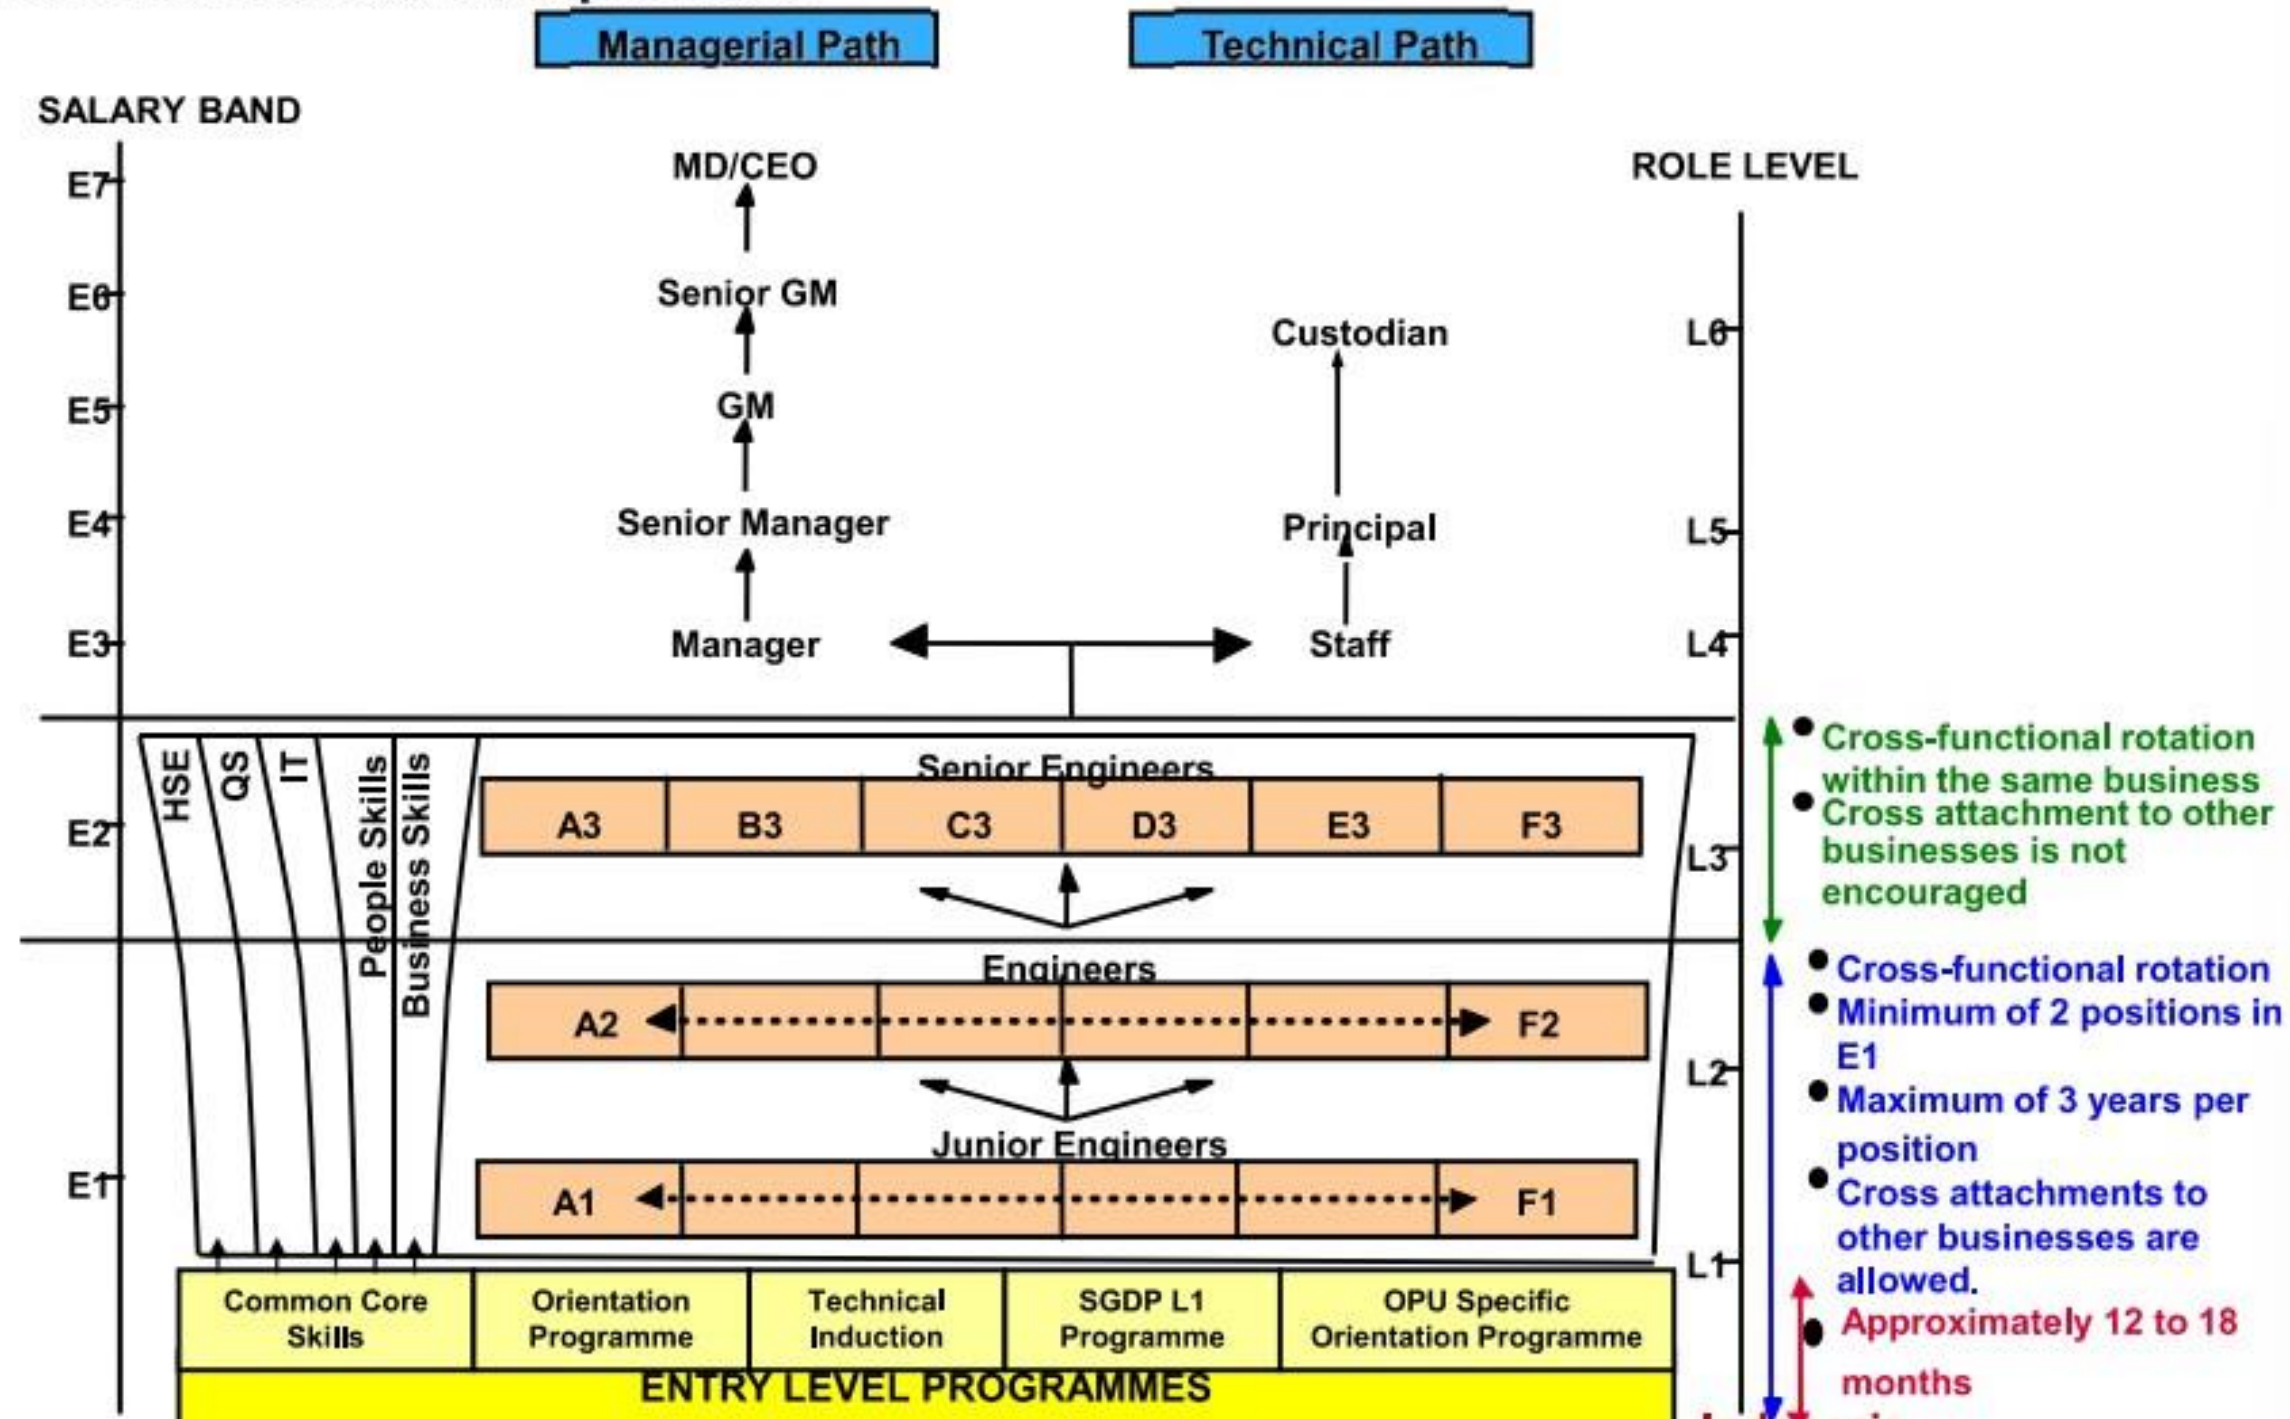 Managerial Path
Technical Path
SALARY BAND
ROLE LEVEL
E7
MD/CEO
E6
Senior GM
Custodian
L6
E5
GM
E4
Senior Manager
Principal
L5
E3
Manager
Staff
L4
HSE
QS
IT
People Skills
Business Skills
Senior Engineers
E2
A3
B3
C3
D3
E3
F3
L3
Engineers
A2
F2
L2
Junior Engineers
E1
A1
F1
L1
Cross-functional rotation
within the same business
Cross attachment to other
businesses is not
encouraged
Cross-functional rotation
Minimum of 2 positions in
E1
Maximum of 3 years per
position
Cross attachments to
other businesses are
allowed.
Approximately 12 to 18
months
Common Core
Skills
Orientation
Programme
Technical
Induction
SGDP L1
Programme
OPU Specific
Orientation Programme
ENTRY LEVEL PROGRAMMES